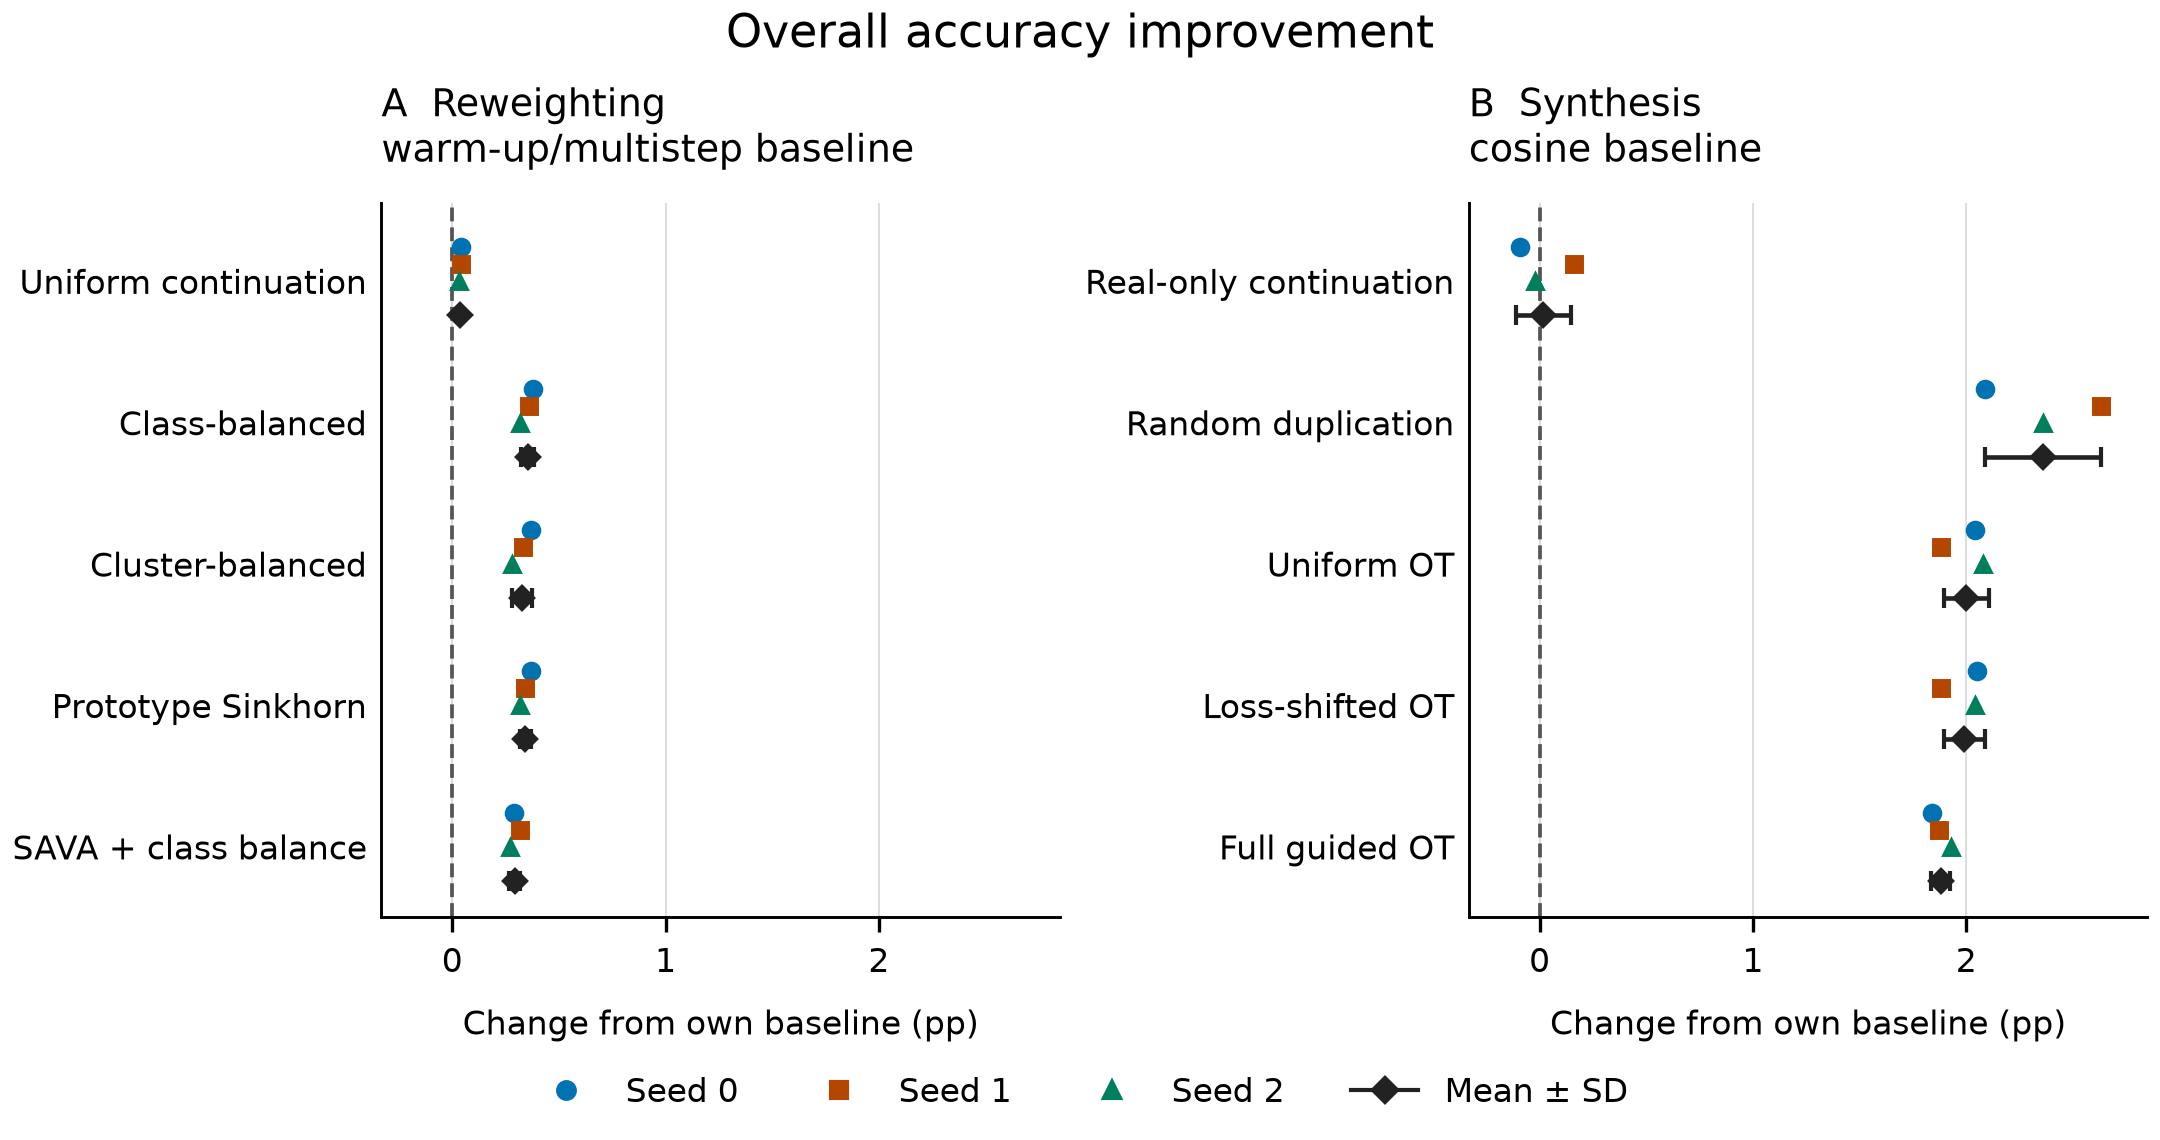 Overall accuracy improvement
A Reweighting
warm-up/multistep baseline
Uniform continuation
Class-balanced
Cluster-balanced
Prototype Sinkhorn
SAVA + class balance
0 1 2
Change from own baseline (pp)
B Synthesis
cosine baseline
Real-only continuation
Random duplication
Uniform OT
Loss-shifted OT
Full guided OT
0 1 2
Change from own baseline (pp)
Seed 0 Seed 1 Seed 2 Mean ± SD